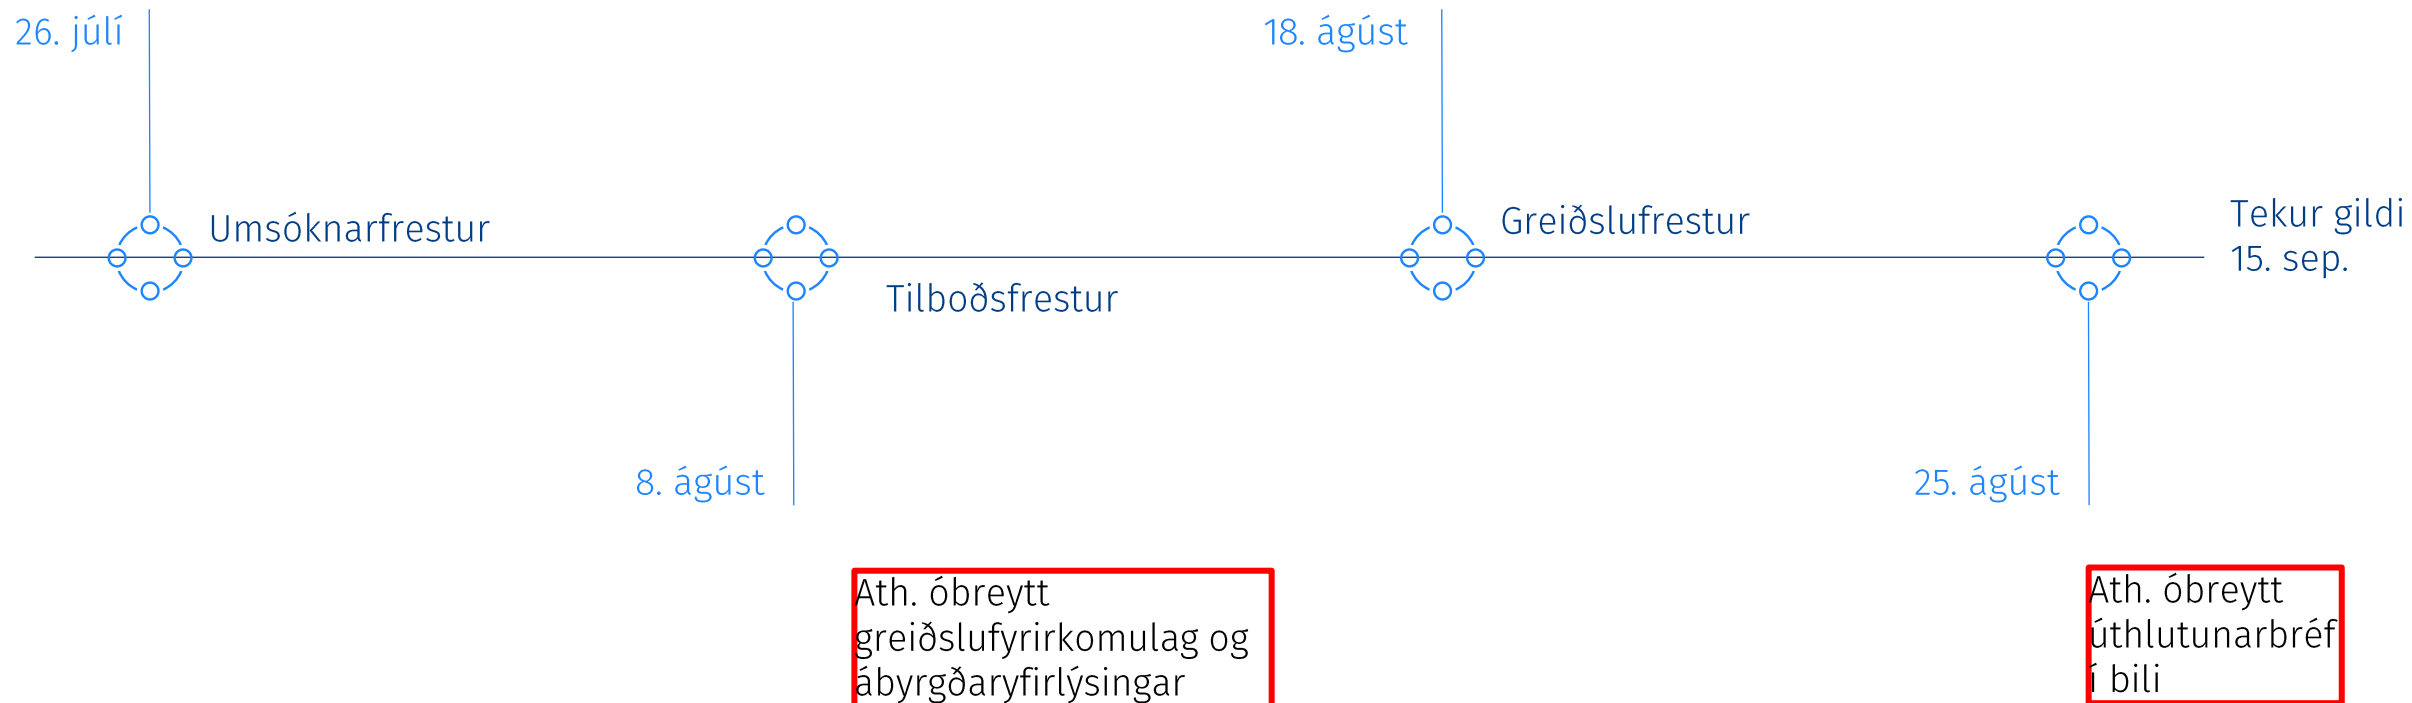 26. júlí
18. ágúst
Umsóknarfrestur
Greiðslufrestur
Tekur gildi
15. sep.
Tilboðsfrestur
8. ágúst
25. ágúst
Ath. óbreytt
greiðslufyrirkomulag og
ábyrgðaryfirlýsingar
Ath. óbreytt
úthlutunarbréf
í bili